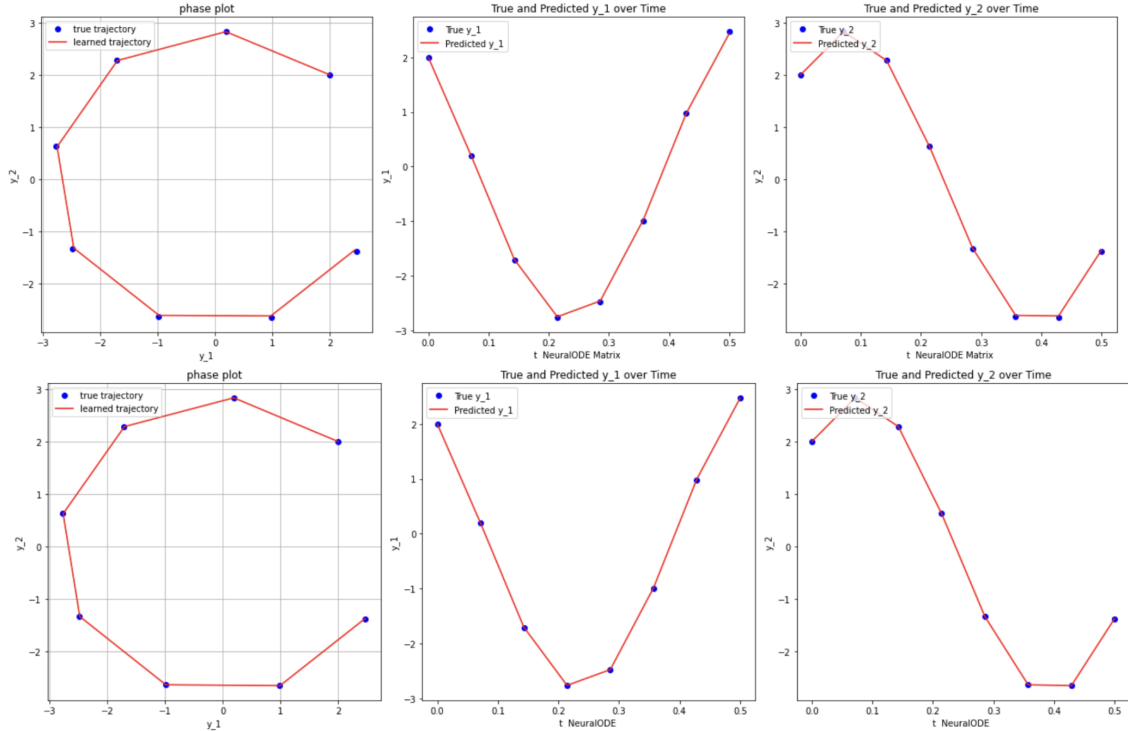 phase plot
true trajectory
learned trajectory
3
2
1
0
−1
−2
y_2
−3
−2
−1
0
1
2
y_1
True and Predicted y_1 over Time
True y_1
Predicted y_1
2
1
0
−1
−2
−3
y_1
0.0
0.1
0.2
0.3
0.4
0.5
t NeuralODE Matrix
True and Predicted y_2 over Time
True y_2
Predicted y_2
3
2
1
0
−1
−2
y_2
0.0
0.1
0.2
0.3
0.4
0.5
t NeuralODE Matrix
phase plot
true trajectory
learned trajectory
3
2
1
0
−1
−2
y_2
−3
−2
−1
0
1
2
y_1
True and Predicted y_1 over Time
True y_1
Predicted y_1
2
1
0
−1
−2
−3
y_1
0.0
0.1
0.2
0.3
0.4
0.5
t NeuralODE
True and Predicted y_2 over Time
True y_2
Predicted y_2
3
2
1
0
−1
−2
y_2
0.0
0.1
0.2
0.3
0.4
0.5
t NeuralODE